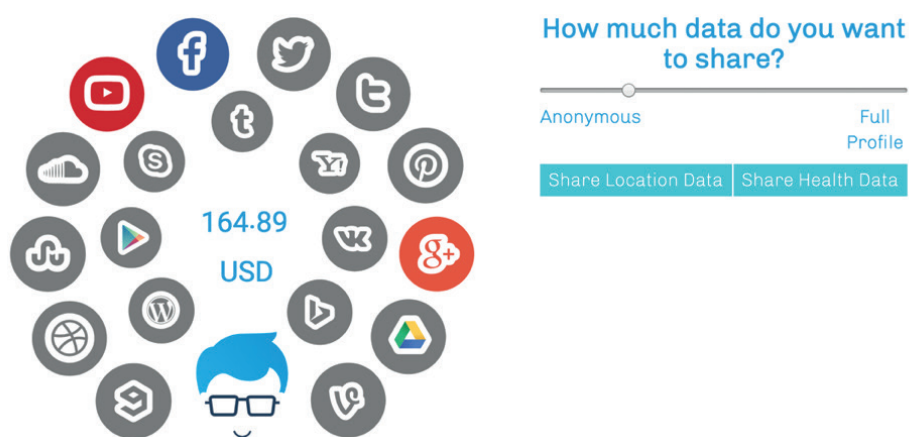 How much data do you want
to share?
Anonymous
Full
Profile
Share Location Data
Share Health Data
164.89
USD